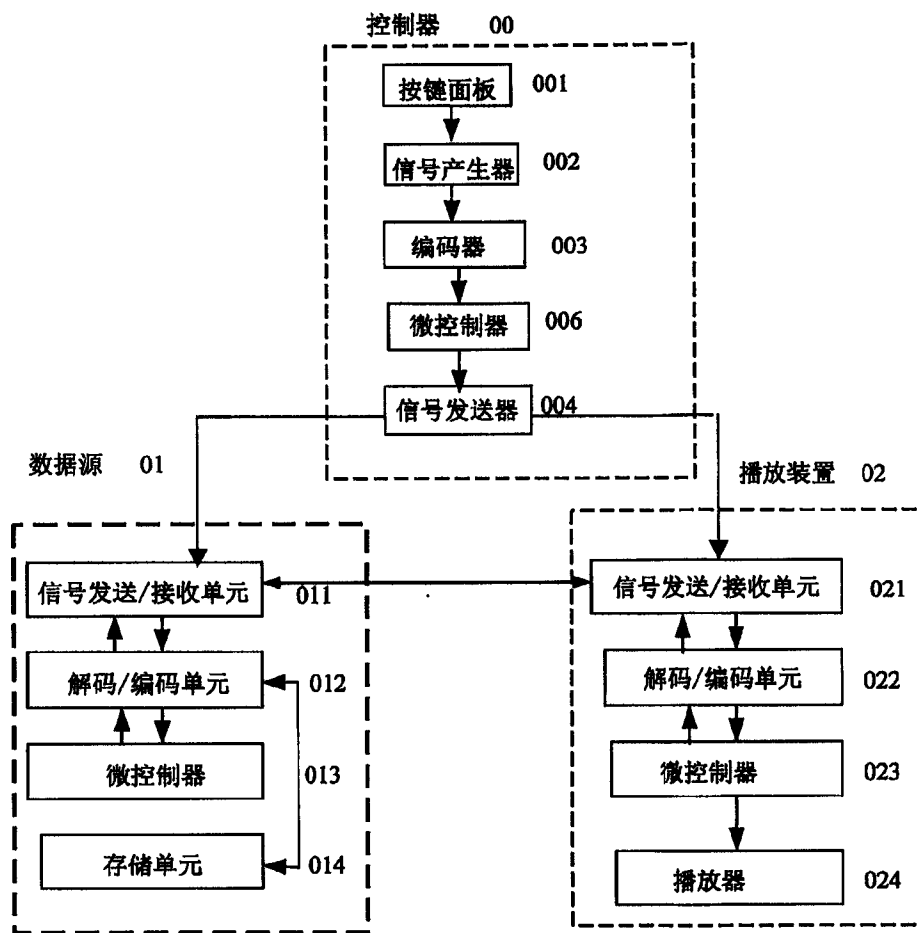 控制器 00
按键面板 001
信号产生器 002
编码器 003
微控制器 006
信号发送器 004
数据源 01
信号发送/接收单元 011
解码/编码单元 012
微控制器 013
存储单元 014
播放装置 02
信号发送/接收单元 021
解码/编码单元 022
微控制器 023
播放器 024